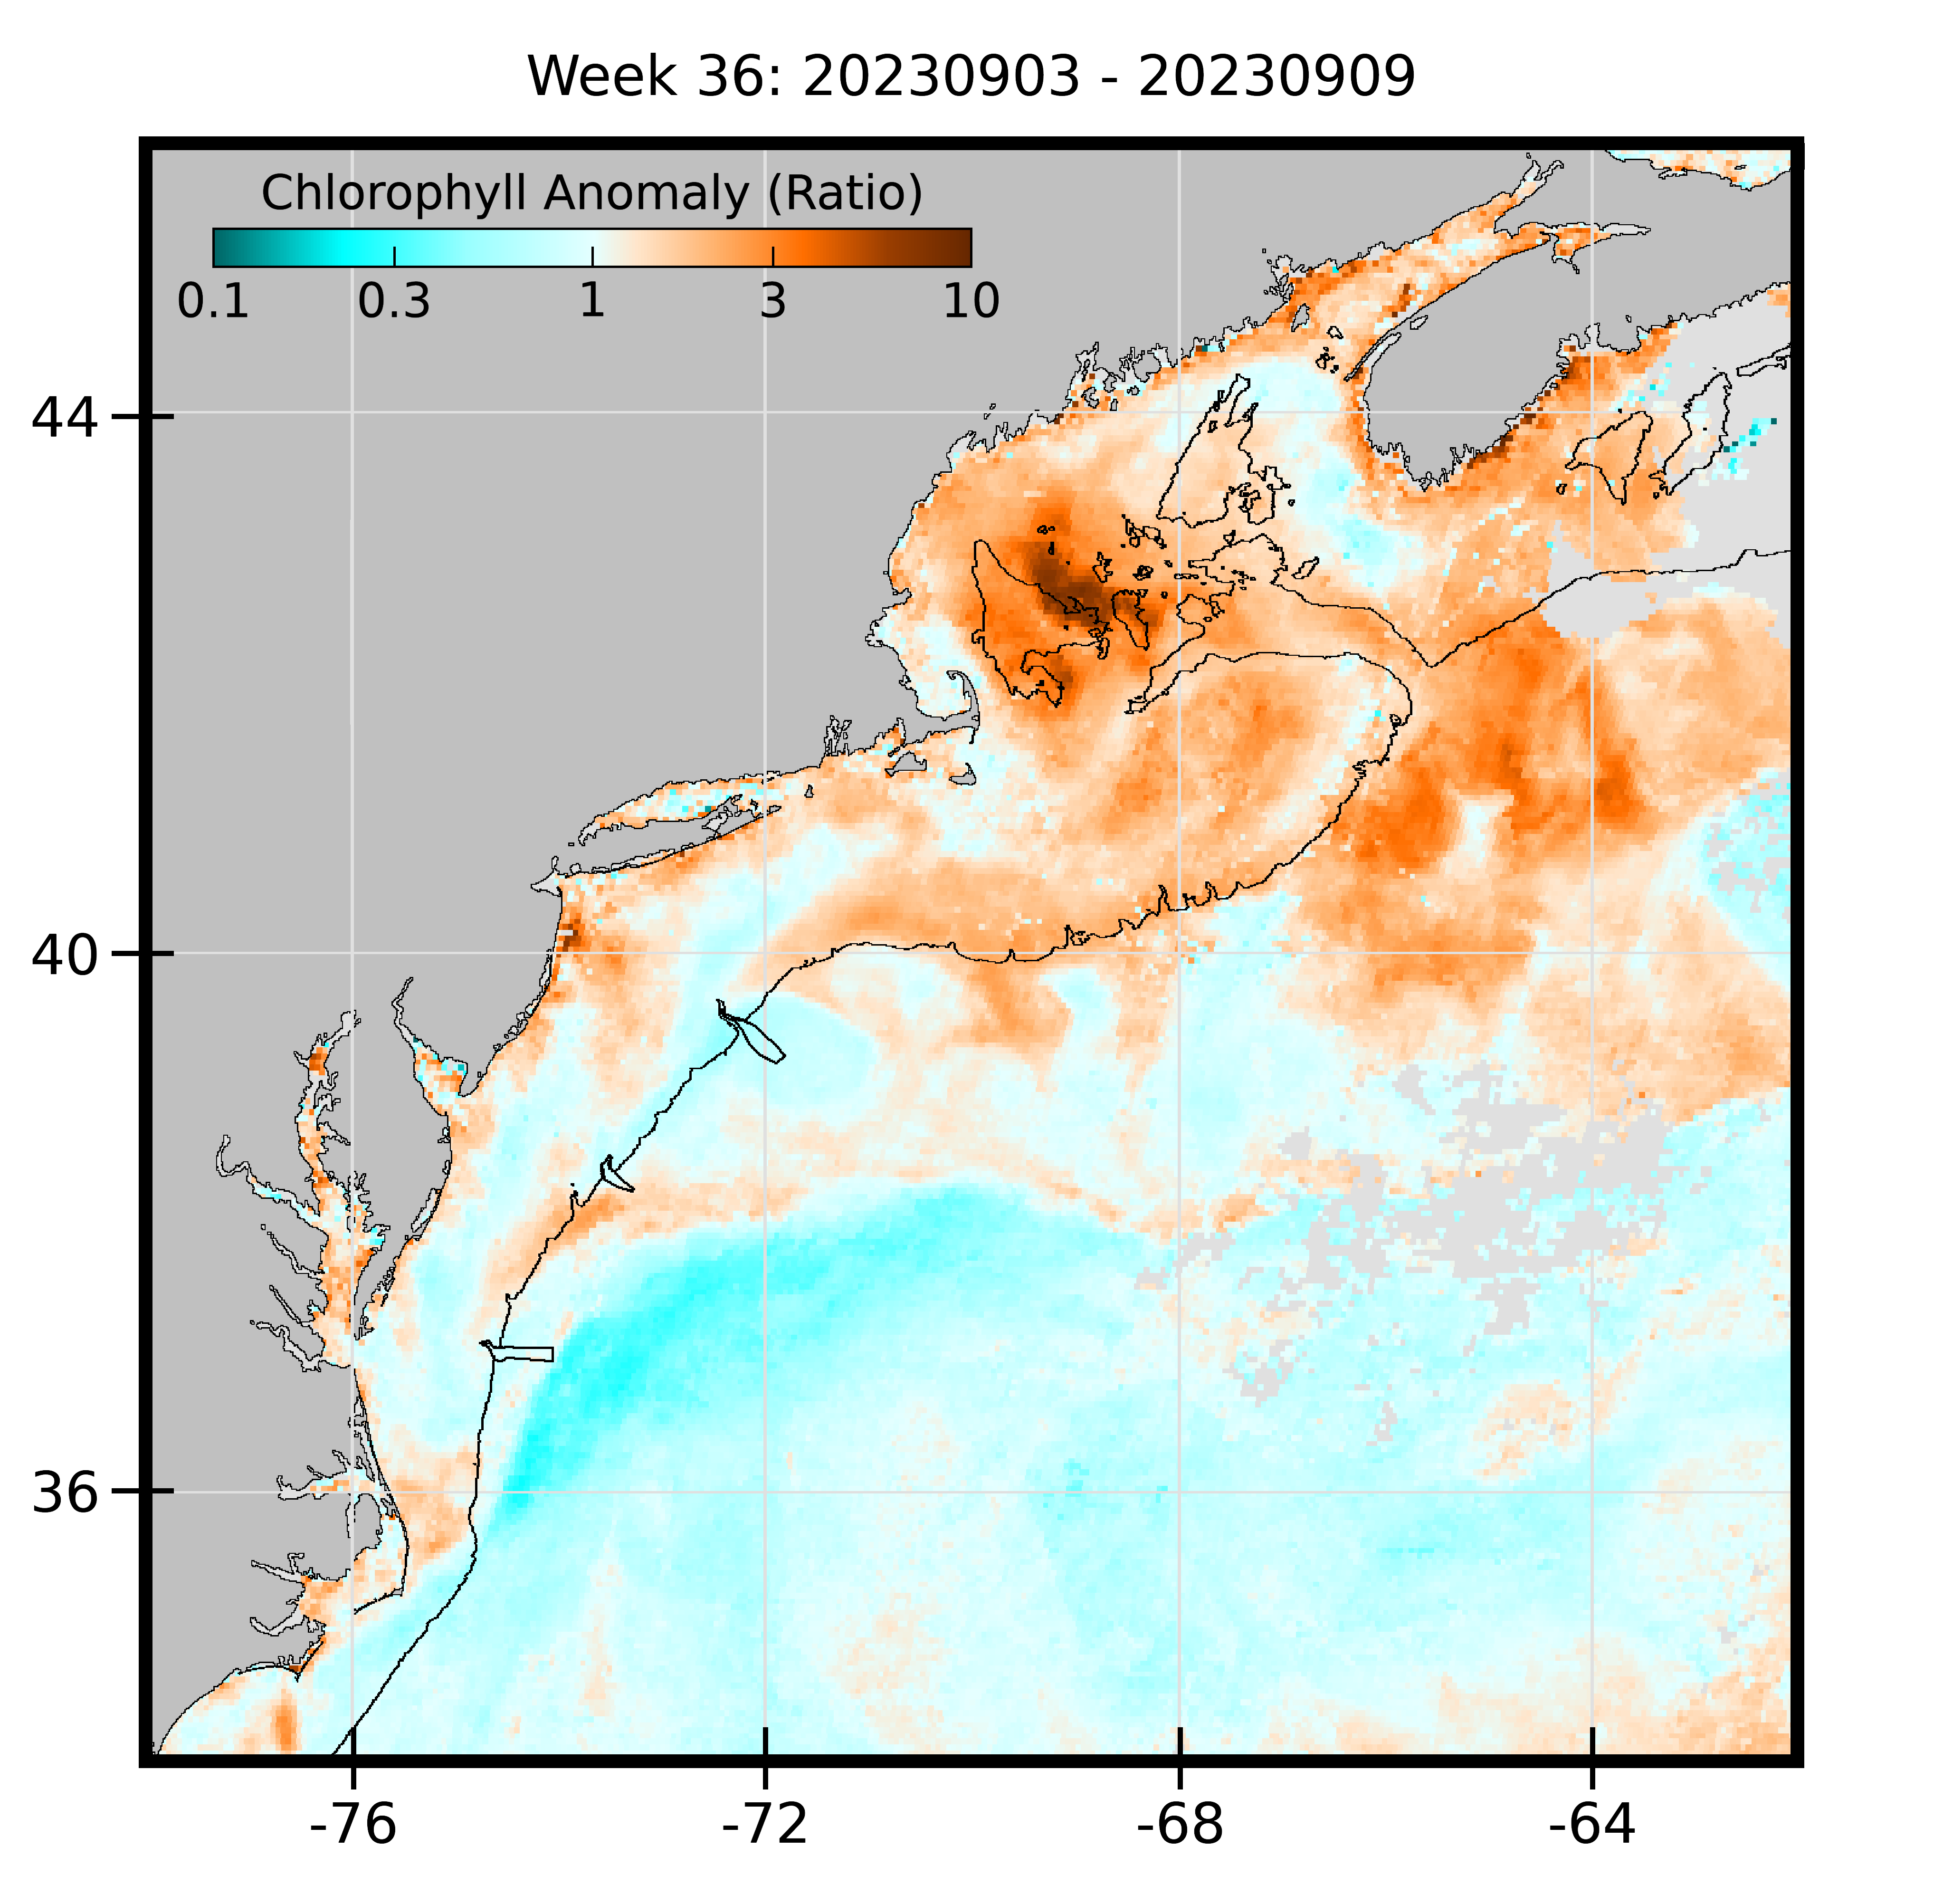 Week 36: 20230903 - 20230909
Chlorophyll Anomaly (Ratio)
0.1 0.3 1 3 10
44
40
36
-76 -72 -68 -64